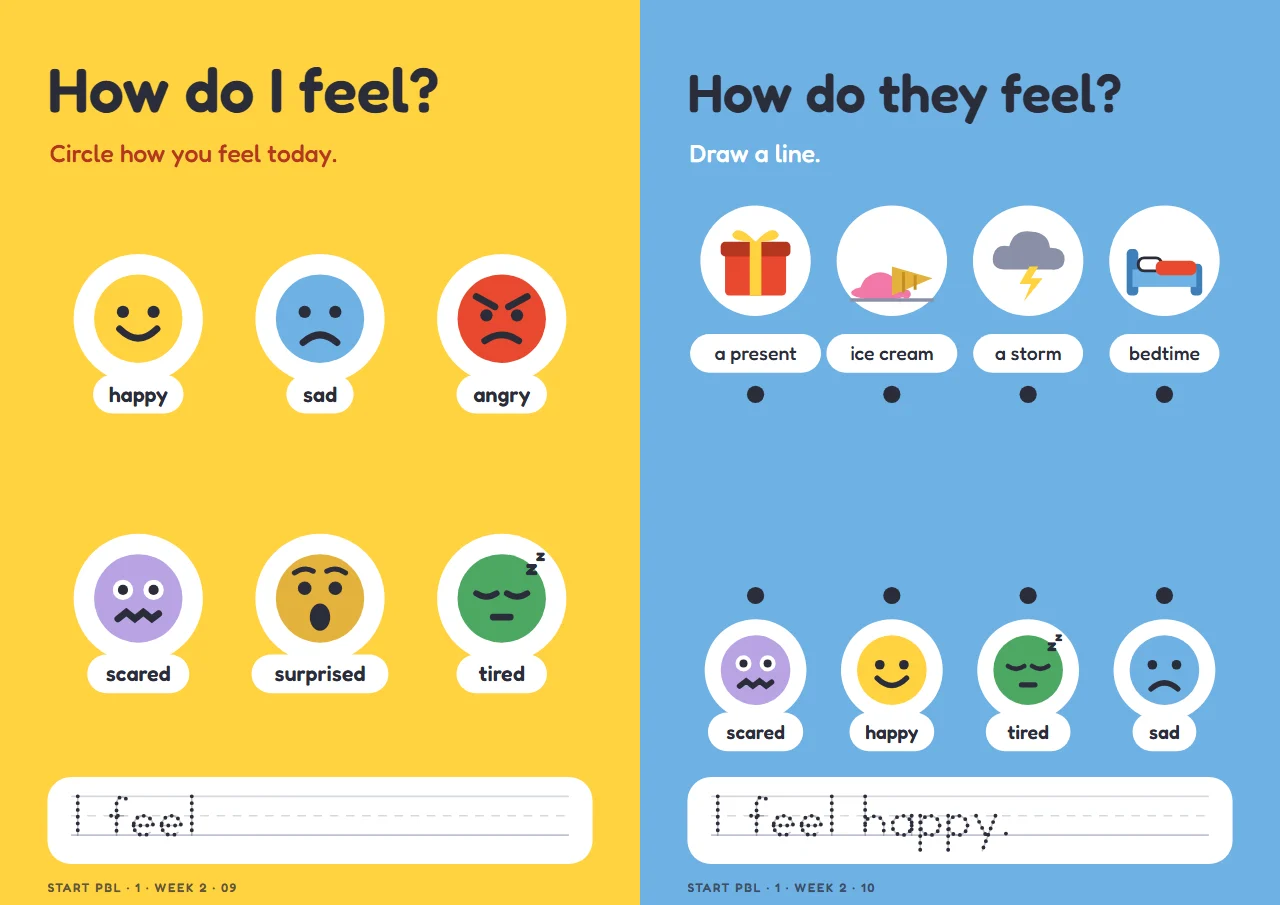 How do I feel?
Circle how you feel today.
happy sad angry
z
z
scared surprised tired
I feel
START PBL · 1 · WEEK 2 · 09
How do they feel?
Draw a line.
a present ice cream a storm bedtime
z
z
scared happy tired sad
I feel happy.
START PBL · 1 · WEEK 2 · 10